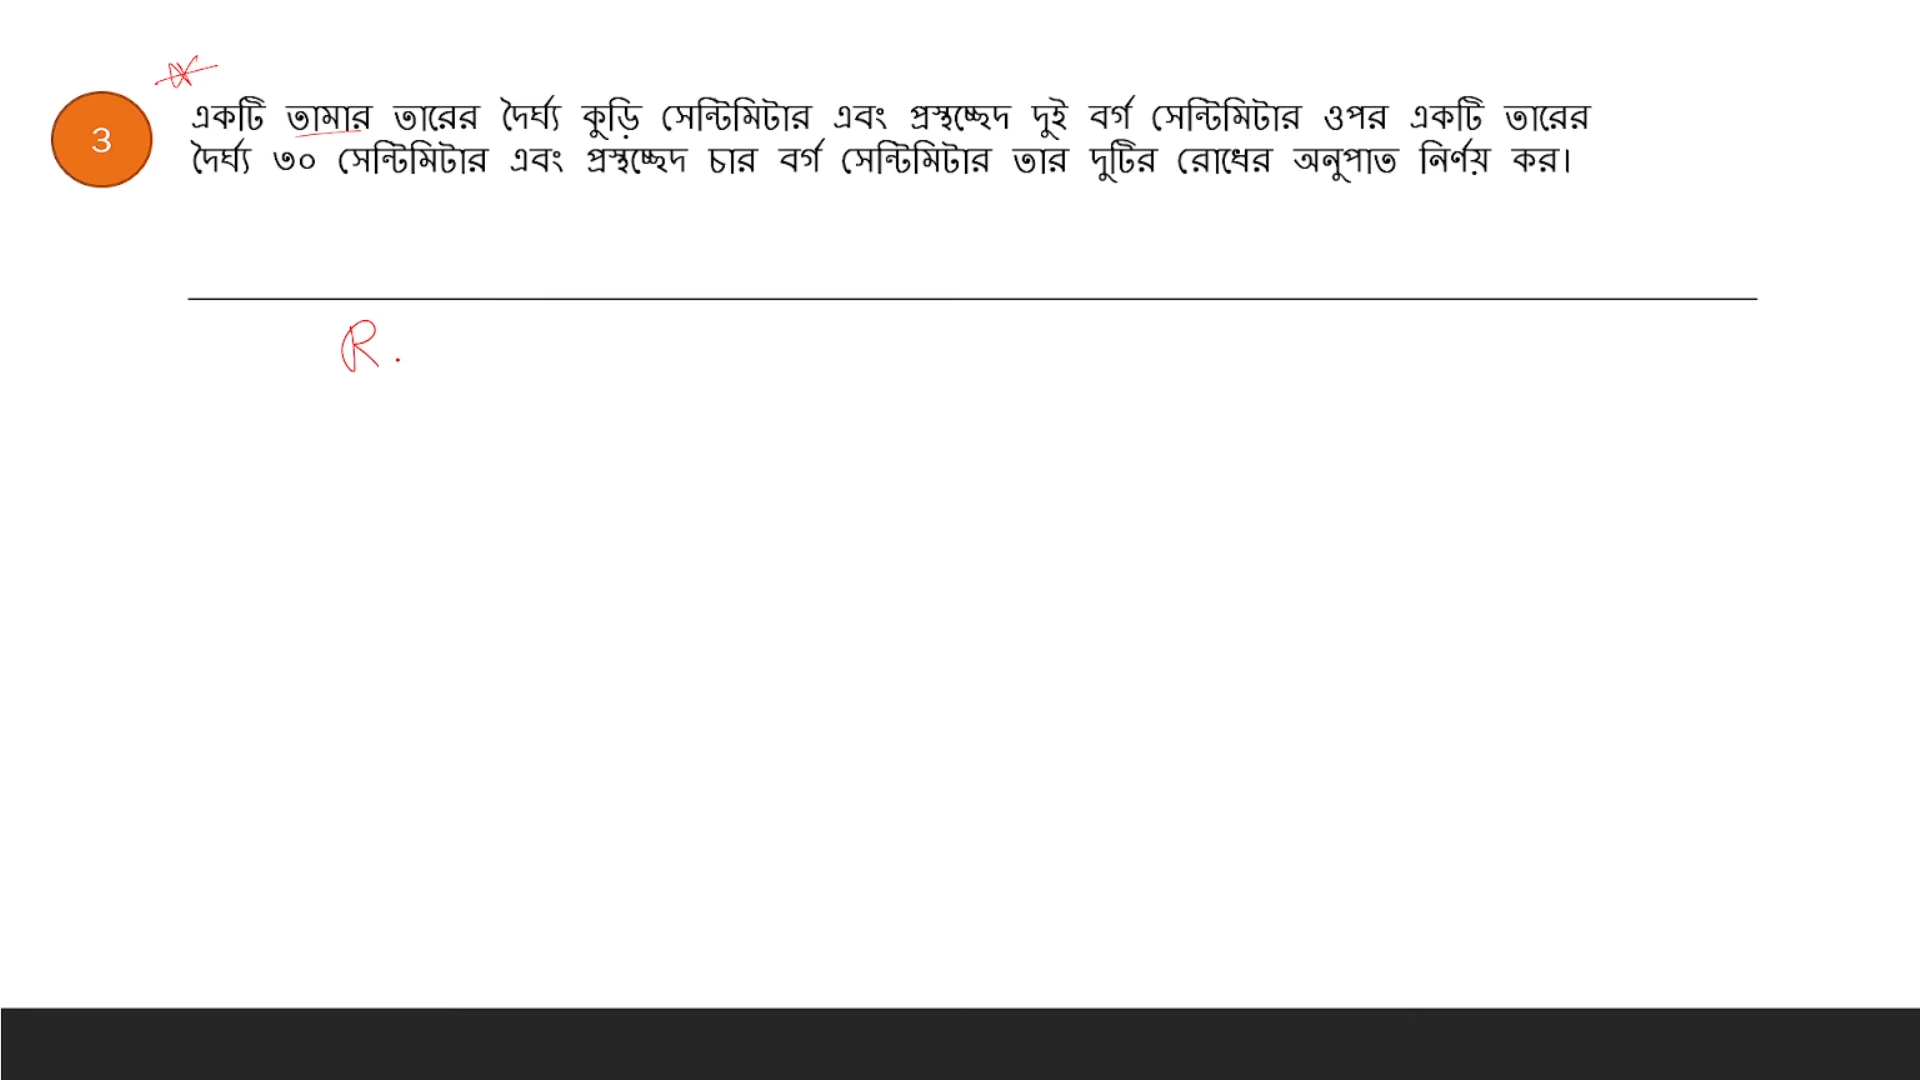 3
একটি তামার তারের দৈর্ঘ্য কুড়ি সেন্টিমিটার এবং প্রস্থচ্ছেদ দুই বর্গ সেন্টিমিটার ওপর একটি তারের
দৈর্ঘ্য ৩০ সেন্টিমিটার এবং প্রস্থচ্ছেদ চার বর্গ সেন্টিমিটার তার দুটির রোধের অনুপাত নির্ণয় কর।
R.